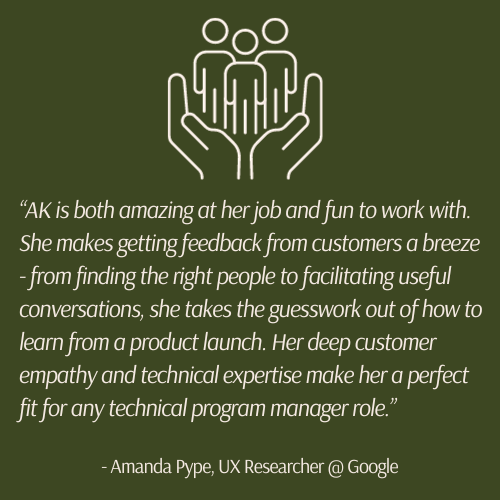 “AK is both amazing at her job and fun to work with.
She makes getting feedback from customers a breeze
- from finding the right people to facilitating useful
conversations, she takes the guesswork out of how to
learn from a product launch. Her deep customer
empathy and technical expertise make her a perfect
fit for any technical program manager role.”
- Amanda Pype, UX Researcher @ Google